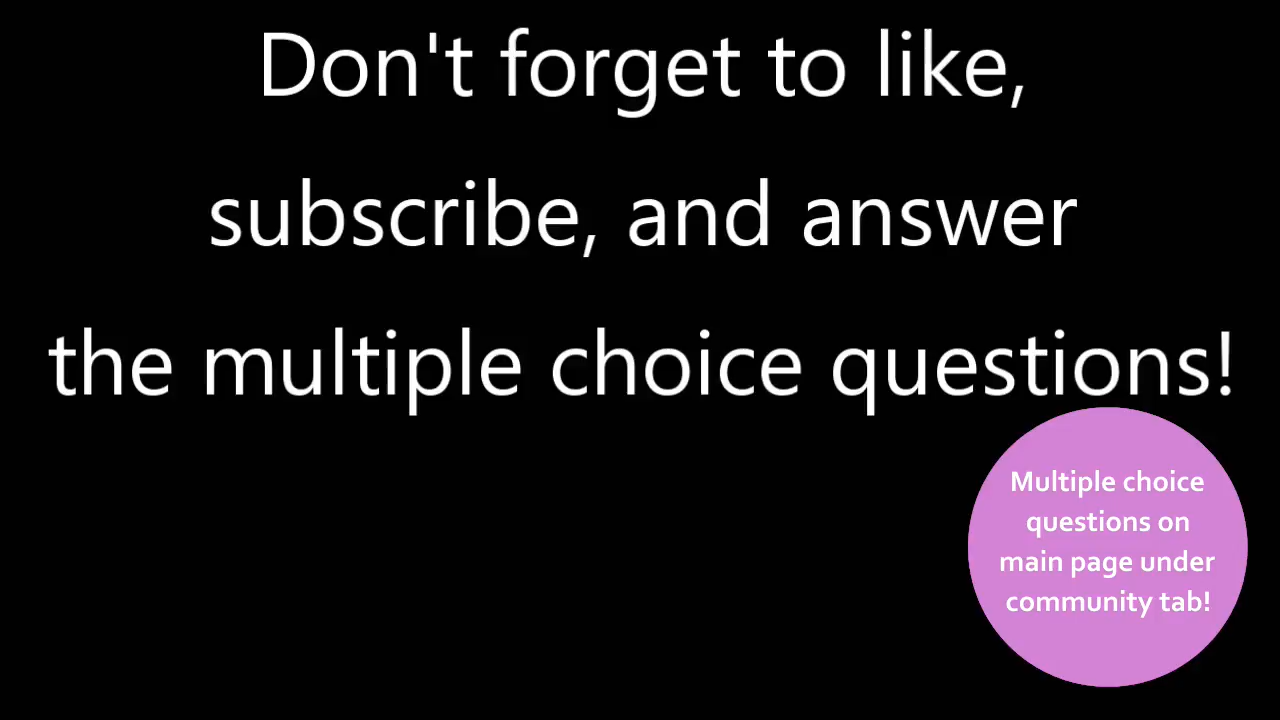 Don't forget to like,
subscribe, and answer
the multiple choice questions!
Multiple choice
questions on
main page under
community tab!